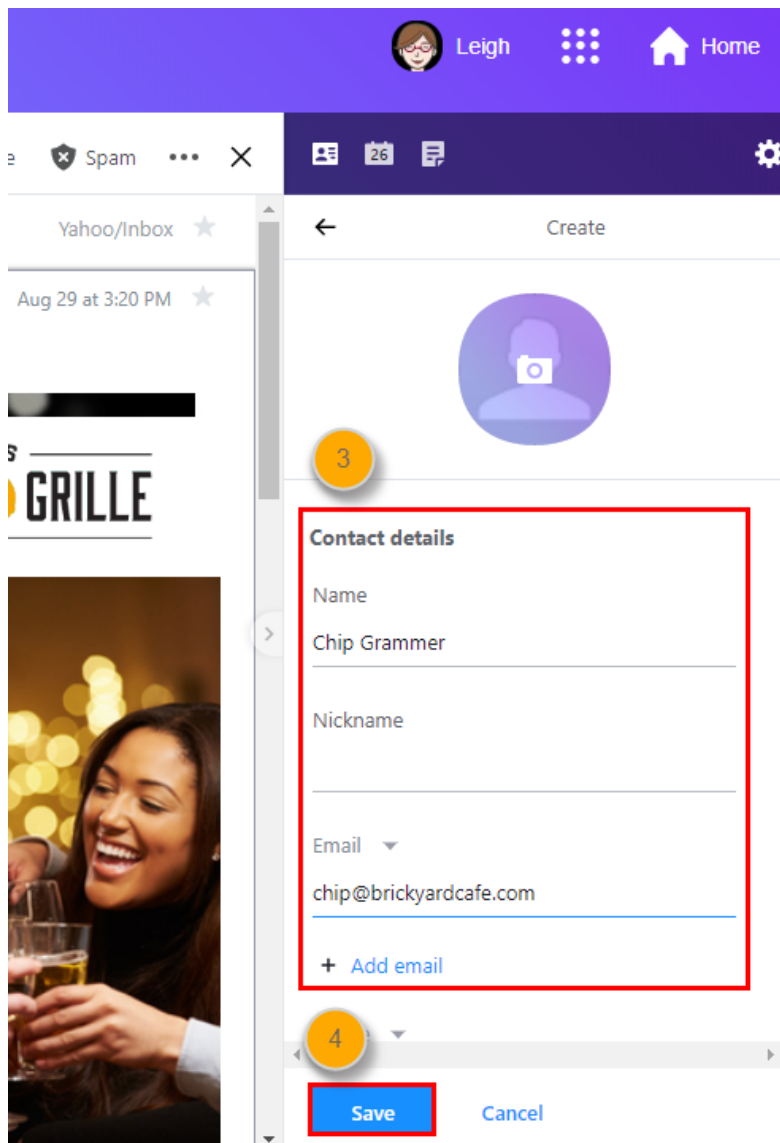 Leigh
Home
e
Spam
Yahoo/Inbox
Aug 29 at 3:20 PM
S
GRILLE
26
Create
3
Contact details
Name
Chip Grammer
Nickname
Email
chip@brickyardcafe.com
+ Add email
4
Save Cancel